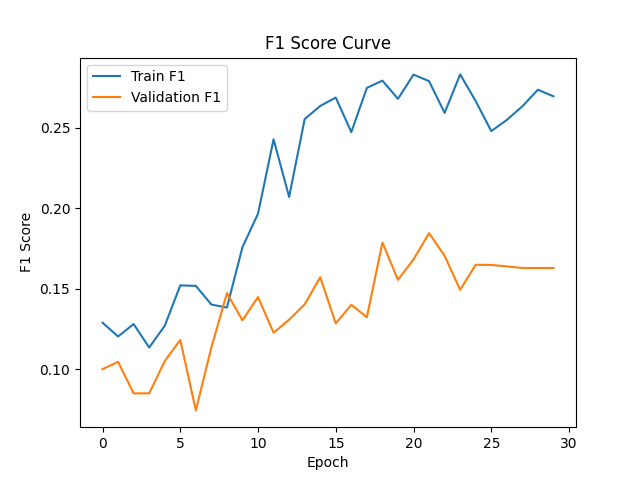 F1 Score Curve
Train F1
Validation F1
0.25
0.20
0.15
0.10
F1 Score
0 5 10 15 20 25 30
Epoch